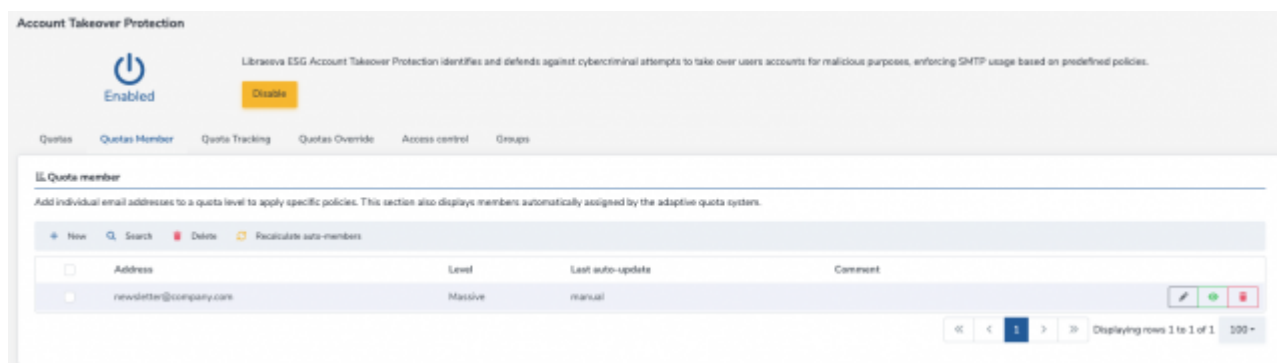 Account Takeover Protection
Libraesva ESG Account Takeover Protection identifies and defends against cybercriminal attempts to take over users accounts for malicious purposes, enforcing SMTP usage based on predefined policies.
Enabled
Disable
Quotas Quotas Member Quota Tracking Quotas Override Access control Groups
Quota member
Add individual email addresses to a quota level to apply specific policies. This section also displays members automatically assigned by the adaptive quota system.
+ New Search Delete Recalculate auto-members
Address Level Last auto-update Comment
newsletter@company.com Massive manual
« < 1 > » Displaying rows 1 to 1 of 1 100